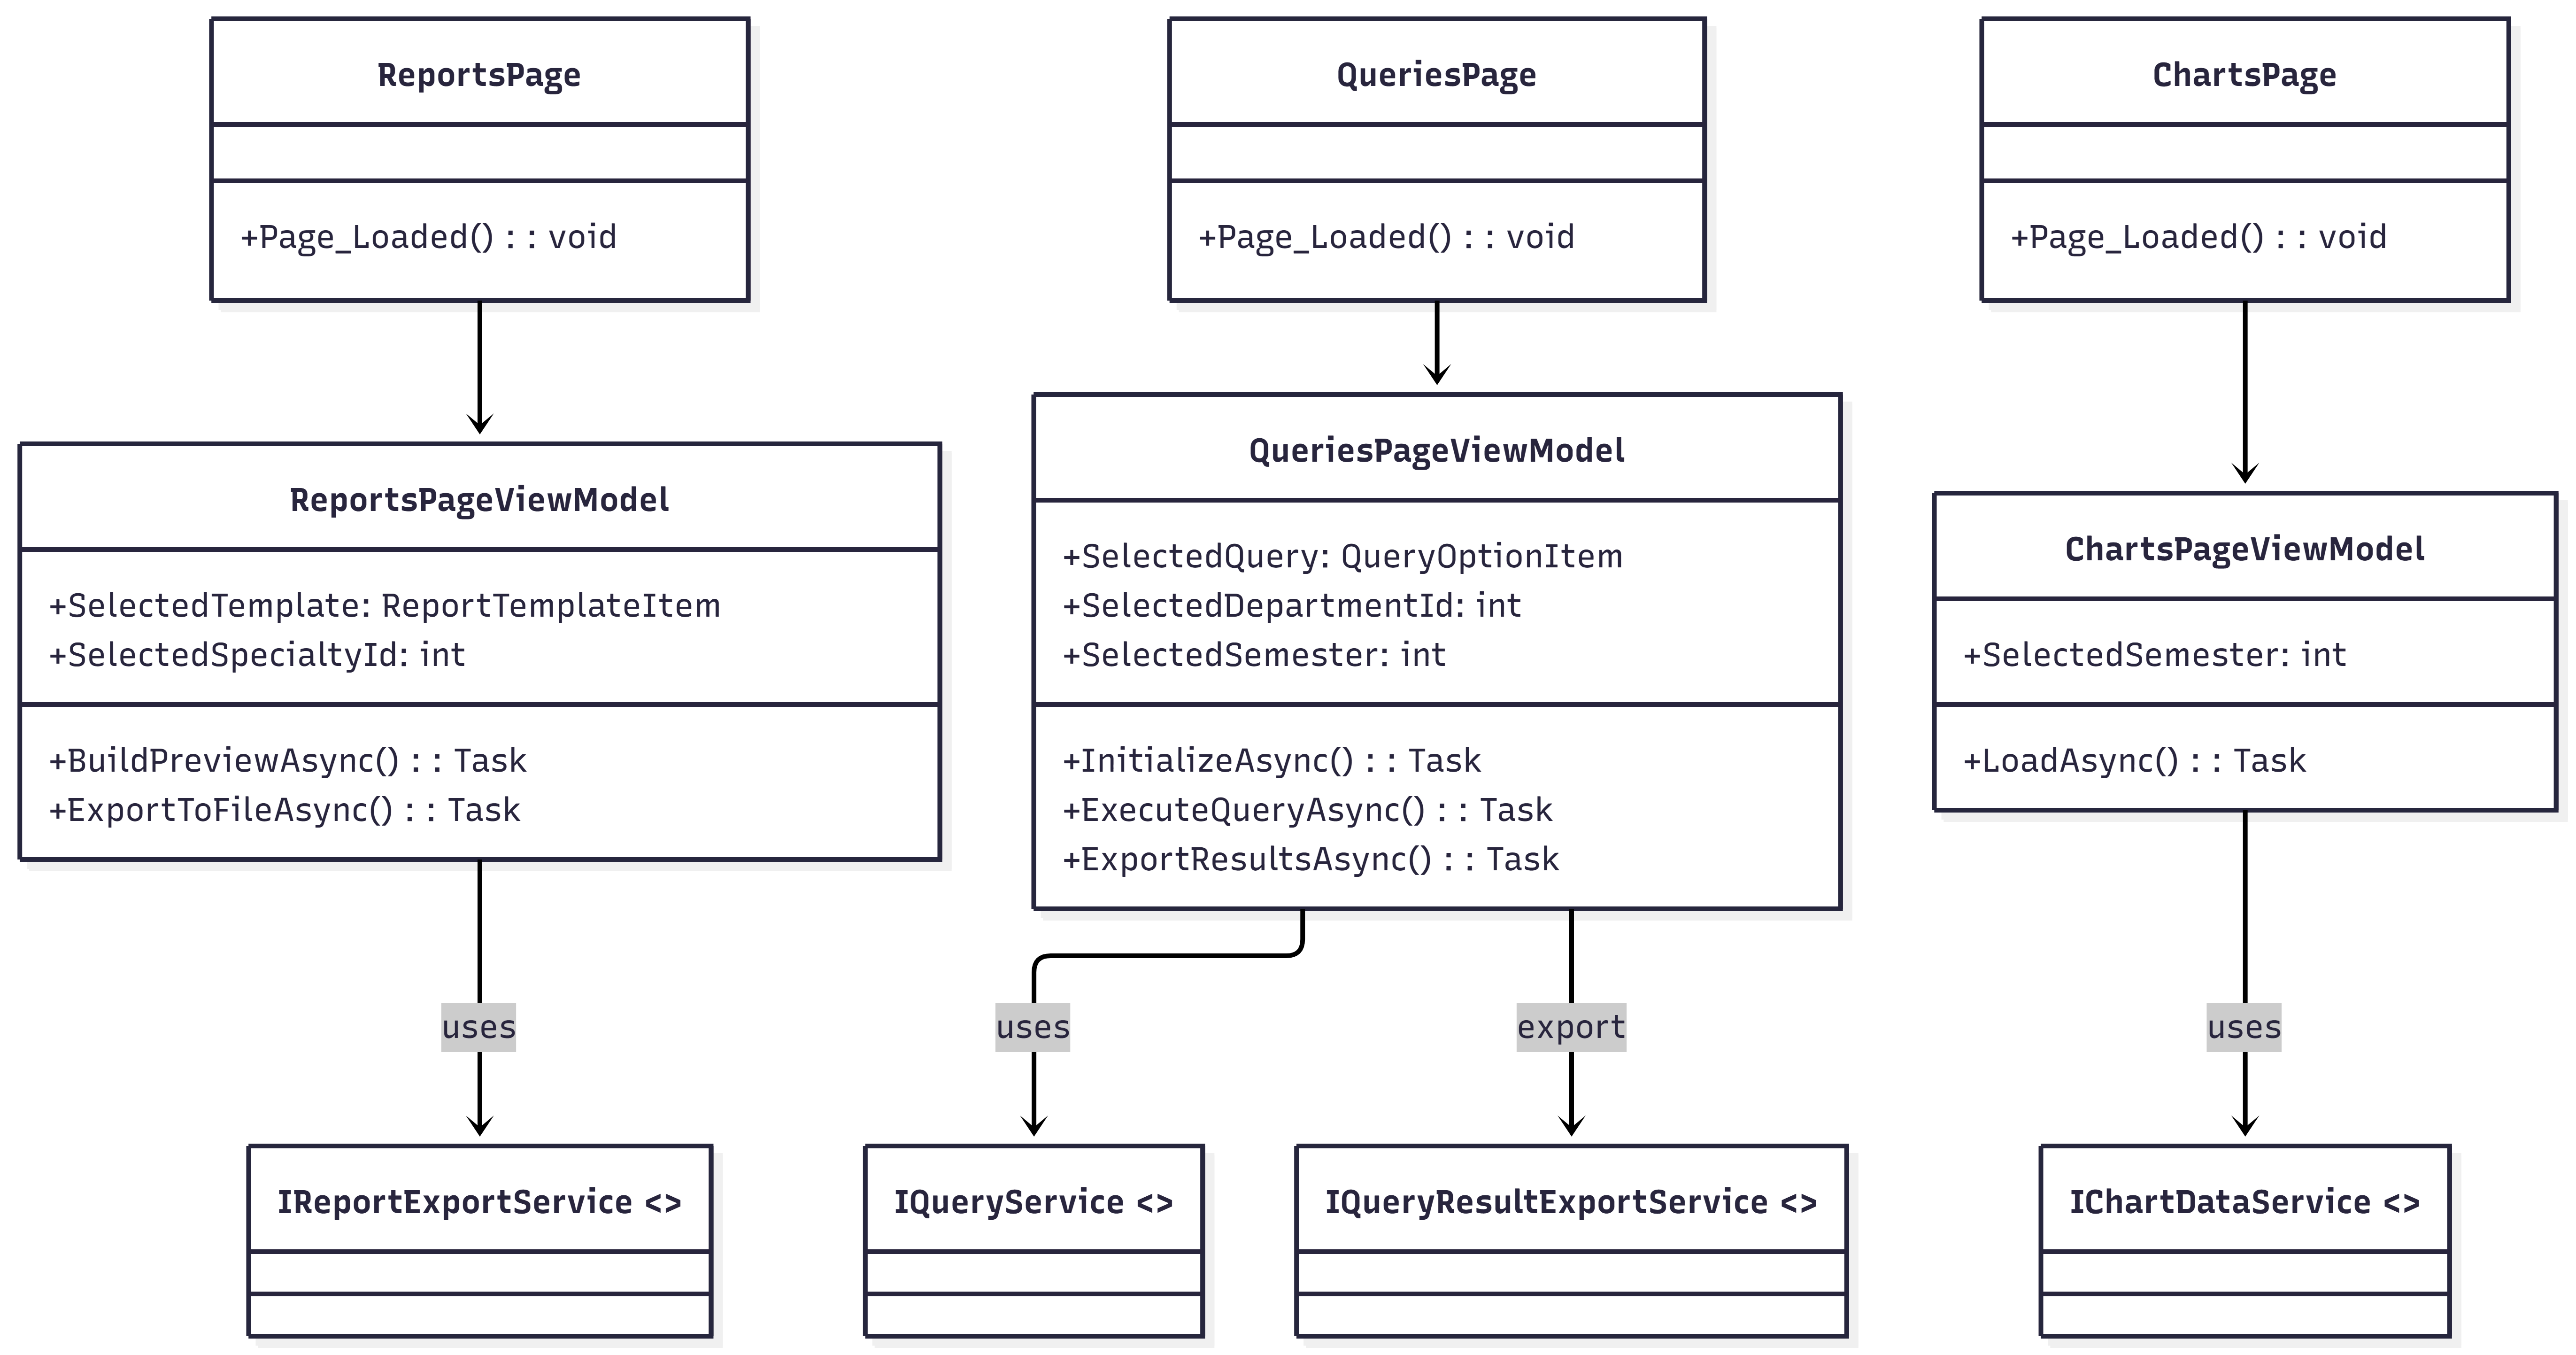 ReportsPage
+Page_Loaded() : : void
QueriesPage
+Page_Loaded() : : void
ChartsPage
+Page_Loaded() : : void
ReportsPageViewModel
+SelectedTemplate: ReportTemplateItem
+SelectedSpecialtyId: int
+BuildPreviewAsync() : : Task
+ExportToFileAsync() : : Task
QueriesPageViewModel
+SelectedQuery: QueryOptionItem
+SelectedDepartmentId: int
+SelectedSemester: int
+InitializeAsync() : : Task
+ExecuteQueryAsync() : : Task
+ExportResultsAsync() : : Task
ChartsPageViewModel
+SelectedSemester: int
+LoadAsync() : : Task
uses
uses
export
uses
IReportExportService <>
IQueryService <>
IQueryResultExportService <>
IChartDataService <>